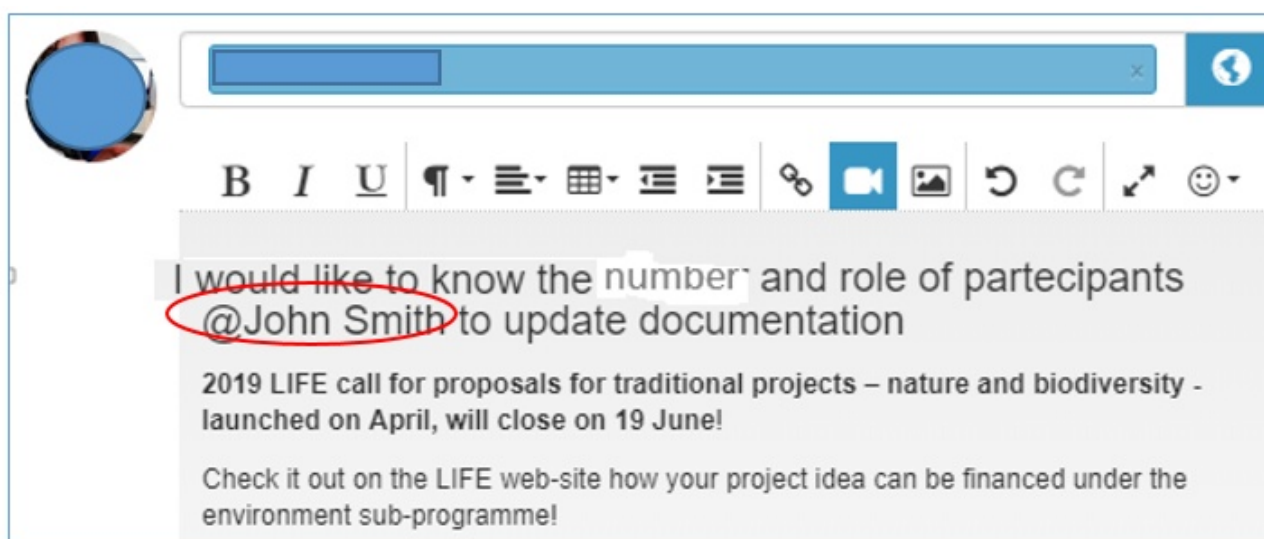 B I U
I would like to know the number and role of partecipants
@John Smith to update documentation
2019 LIFE call for proposals for traditional projects – nature and biodiversity -
launched on April, will close on 19 June!
Check it out on the LIFE web-site how your project idea can be financed under the
environment sub-programme!